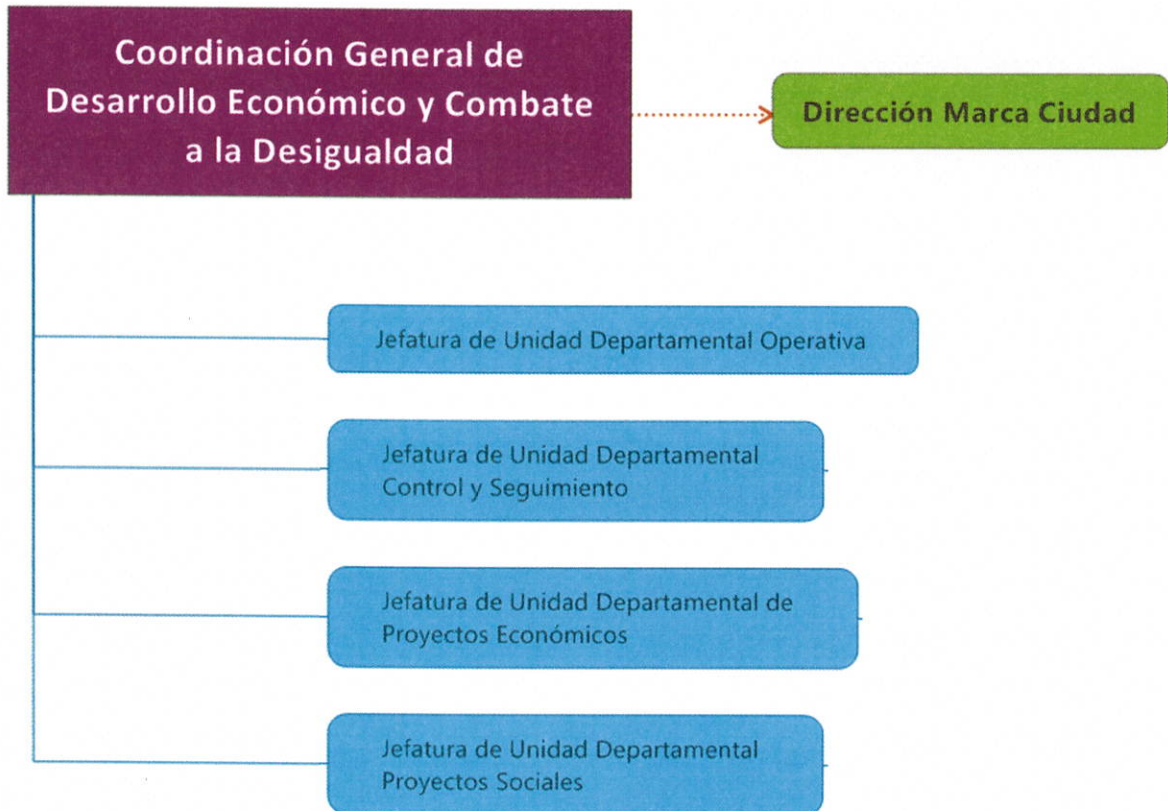 Coordinación General de
Desarrollo Económico y Combate
a la Desigualdad
Dirección Marca Ciudad
Jefatura de Unidad Departamental Operativa
Jefatura de Unidad Departamental
Control y Seguimiento
Jefatura de Unidad Departamental de
Proyectos Económicos
Jefatura de Unidad Departamental
Proyectos Sociales